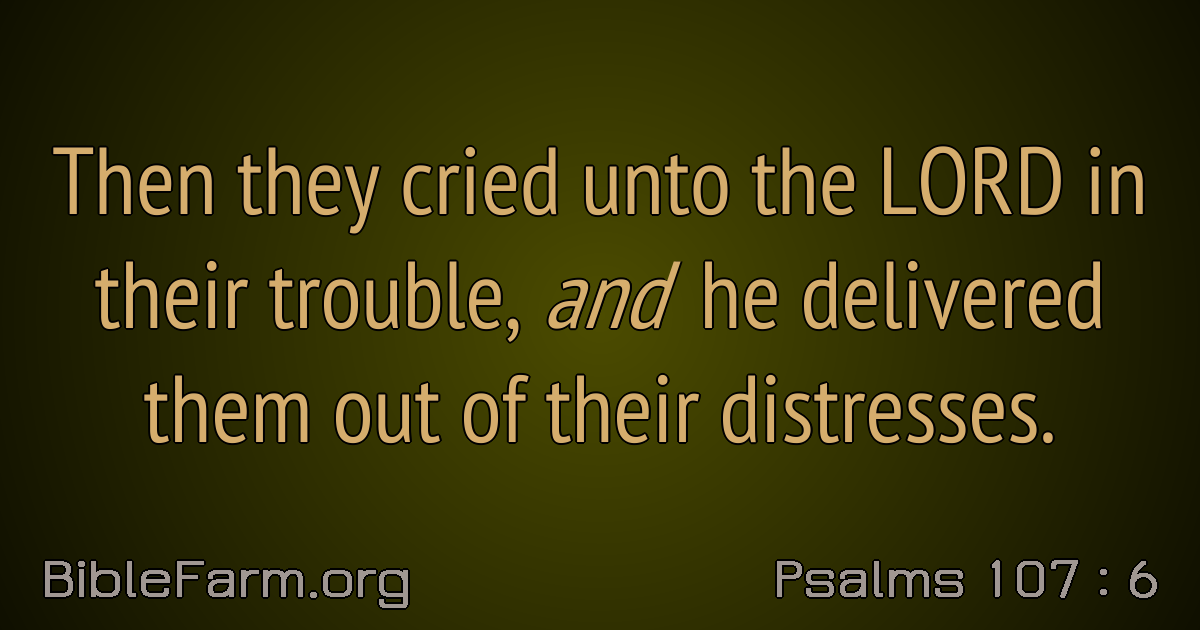 Then they cried unto the LORD in
their trouble, and he delivered
them out of their distresses.
BibleFarm.org
Psalms 107 : 6